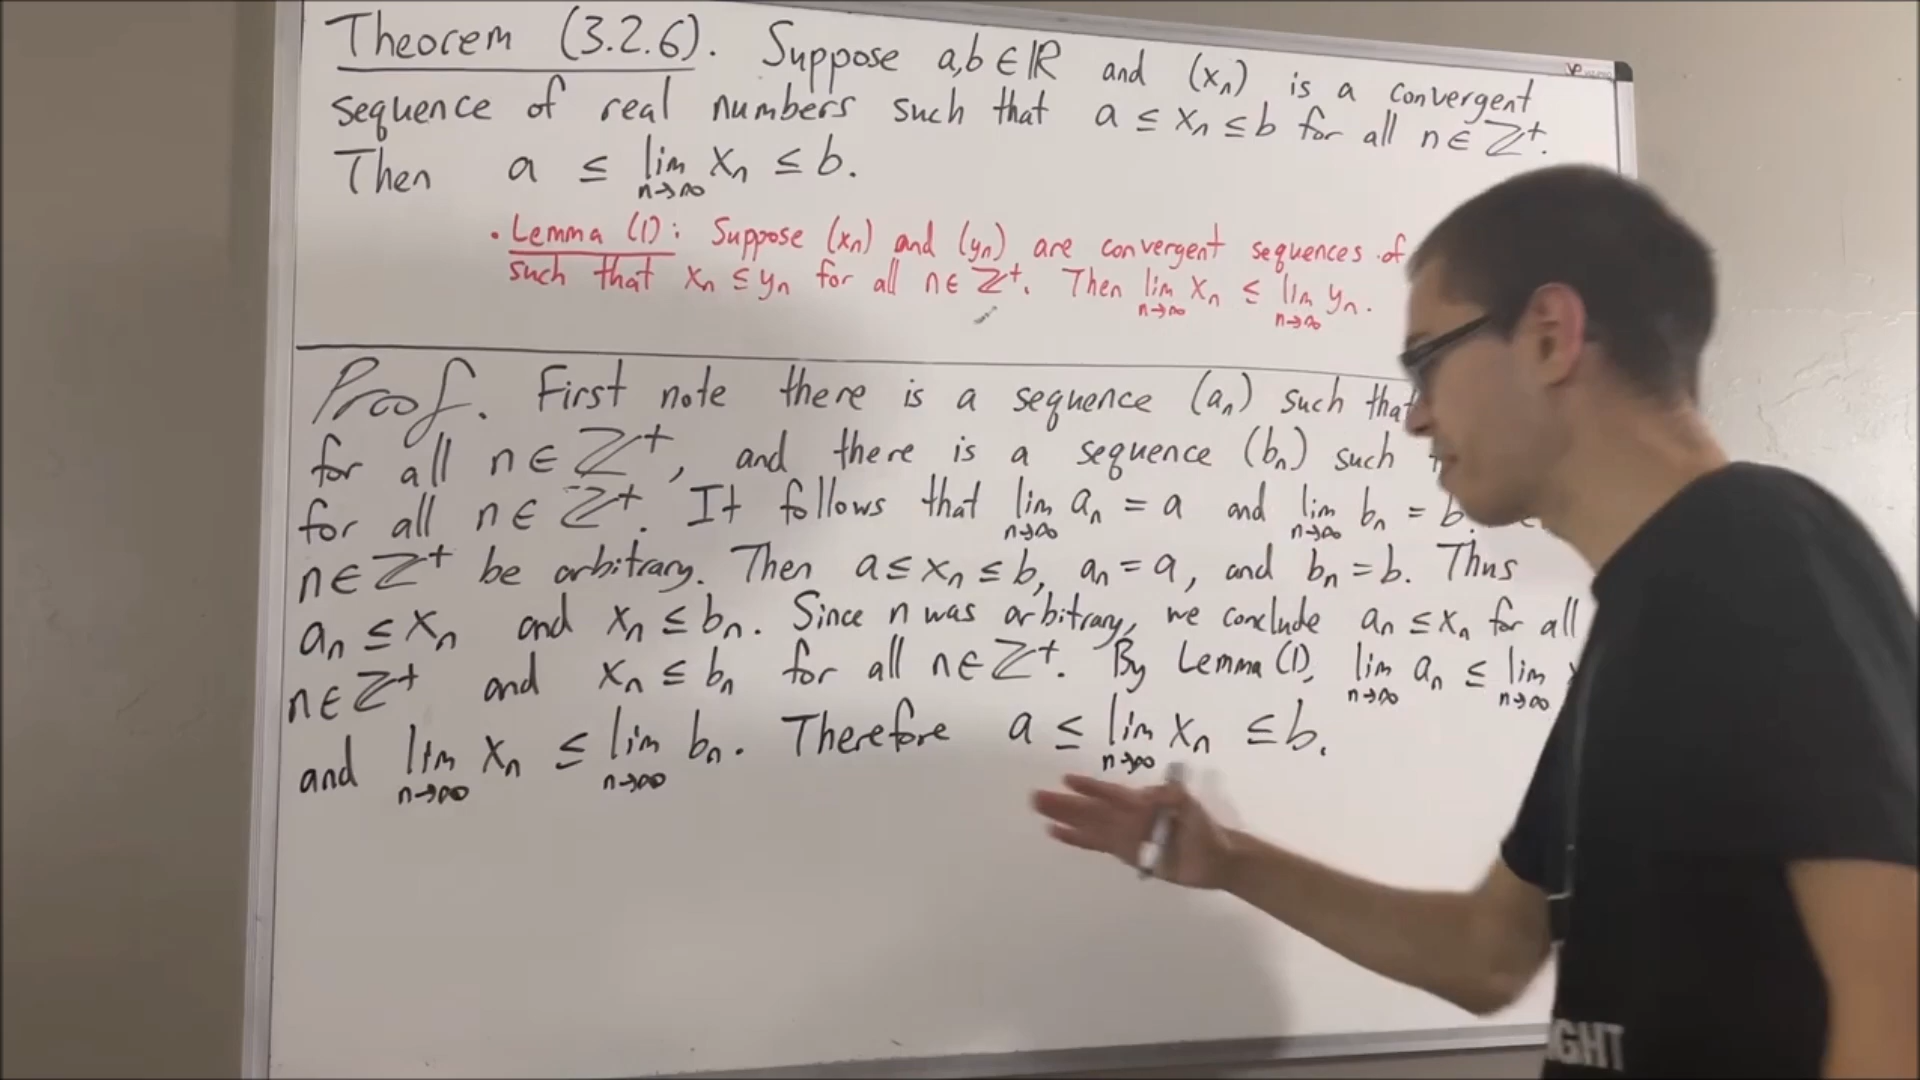 Theorem (3.2.6). Suppose a,b ∈ ℝ and (xₙ) is a convergent
sequence of real numbers such that a ≤ xₙ ≤ b for all n ∈ ℤ⁺.
Then a ≤ lim xₙ ≤ b.
n→∞
• Lemma (1): Suppose (xₙ) and (yₙ) are convergent sequences of
such that xₙ ≤ yₙ for all n ∈ ℤ⁺. Then lim xₙ ≤ lim yₙ.
n→∞ n→∞
Proof. First note there is a sequence (aₙ) such that
for all n ∈ ℤ⁺, and there is a sequence (bₙ) such
for all n ∈ ℤ⁺. It follows that lim aₙ = a and lim bₙ = b.
n→∞ n→∞
n ∈ ℤ⁺ be arbitrary. Then a ≤ xₙ ≤ b, aₙ = a, and bₙ = b. Thus
aₙ ≤ xₙ and xₙ ≤ bₙ. Since n was arbitrary, we conclude aₙ ≤ xₙ for all
n ∈ ℤ⁺ and xₙ ≤ bₙ for all n ∈ ℤ⁺. By Lemma (1), lim aₙ ≤ lim
n→∞ n→∞
and lim xₙ ≤ lim bₙ. Therefore a ≤ lim xₙ ≤ b.
n→∞ n→∞ n→∞